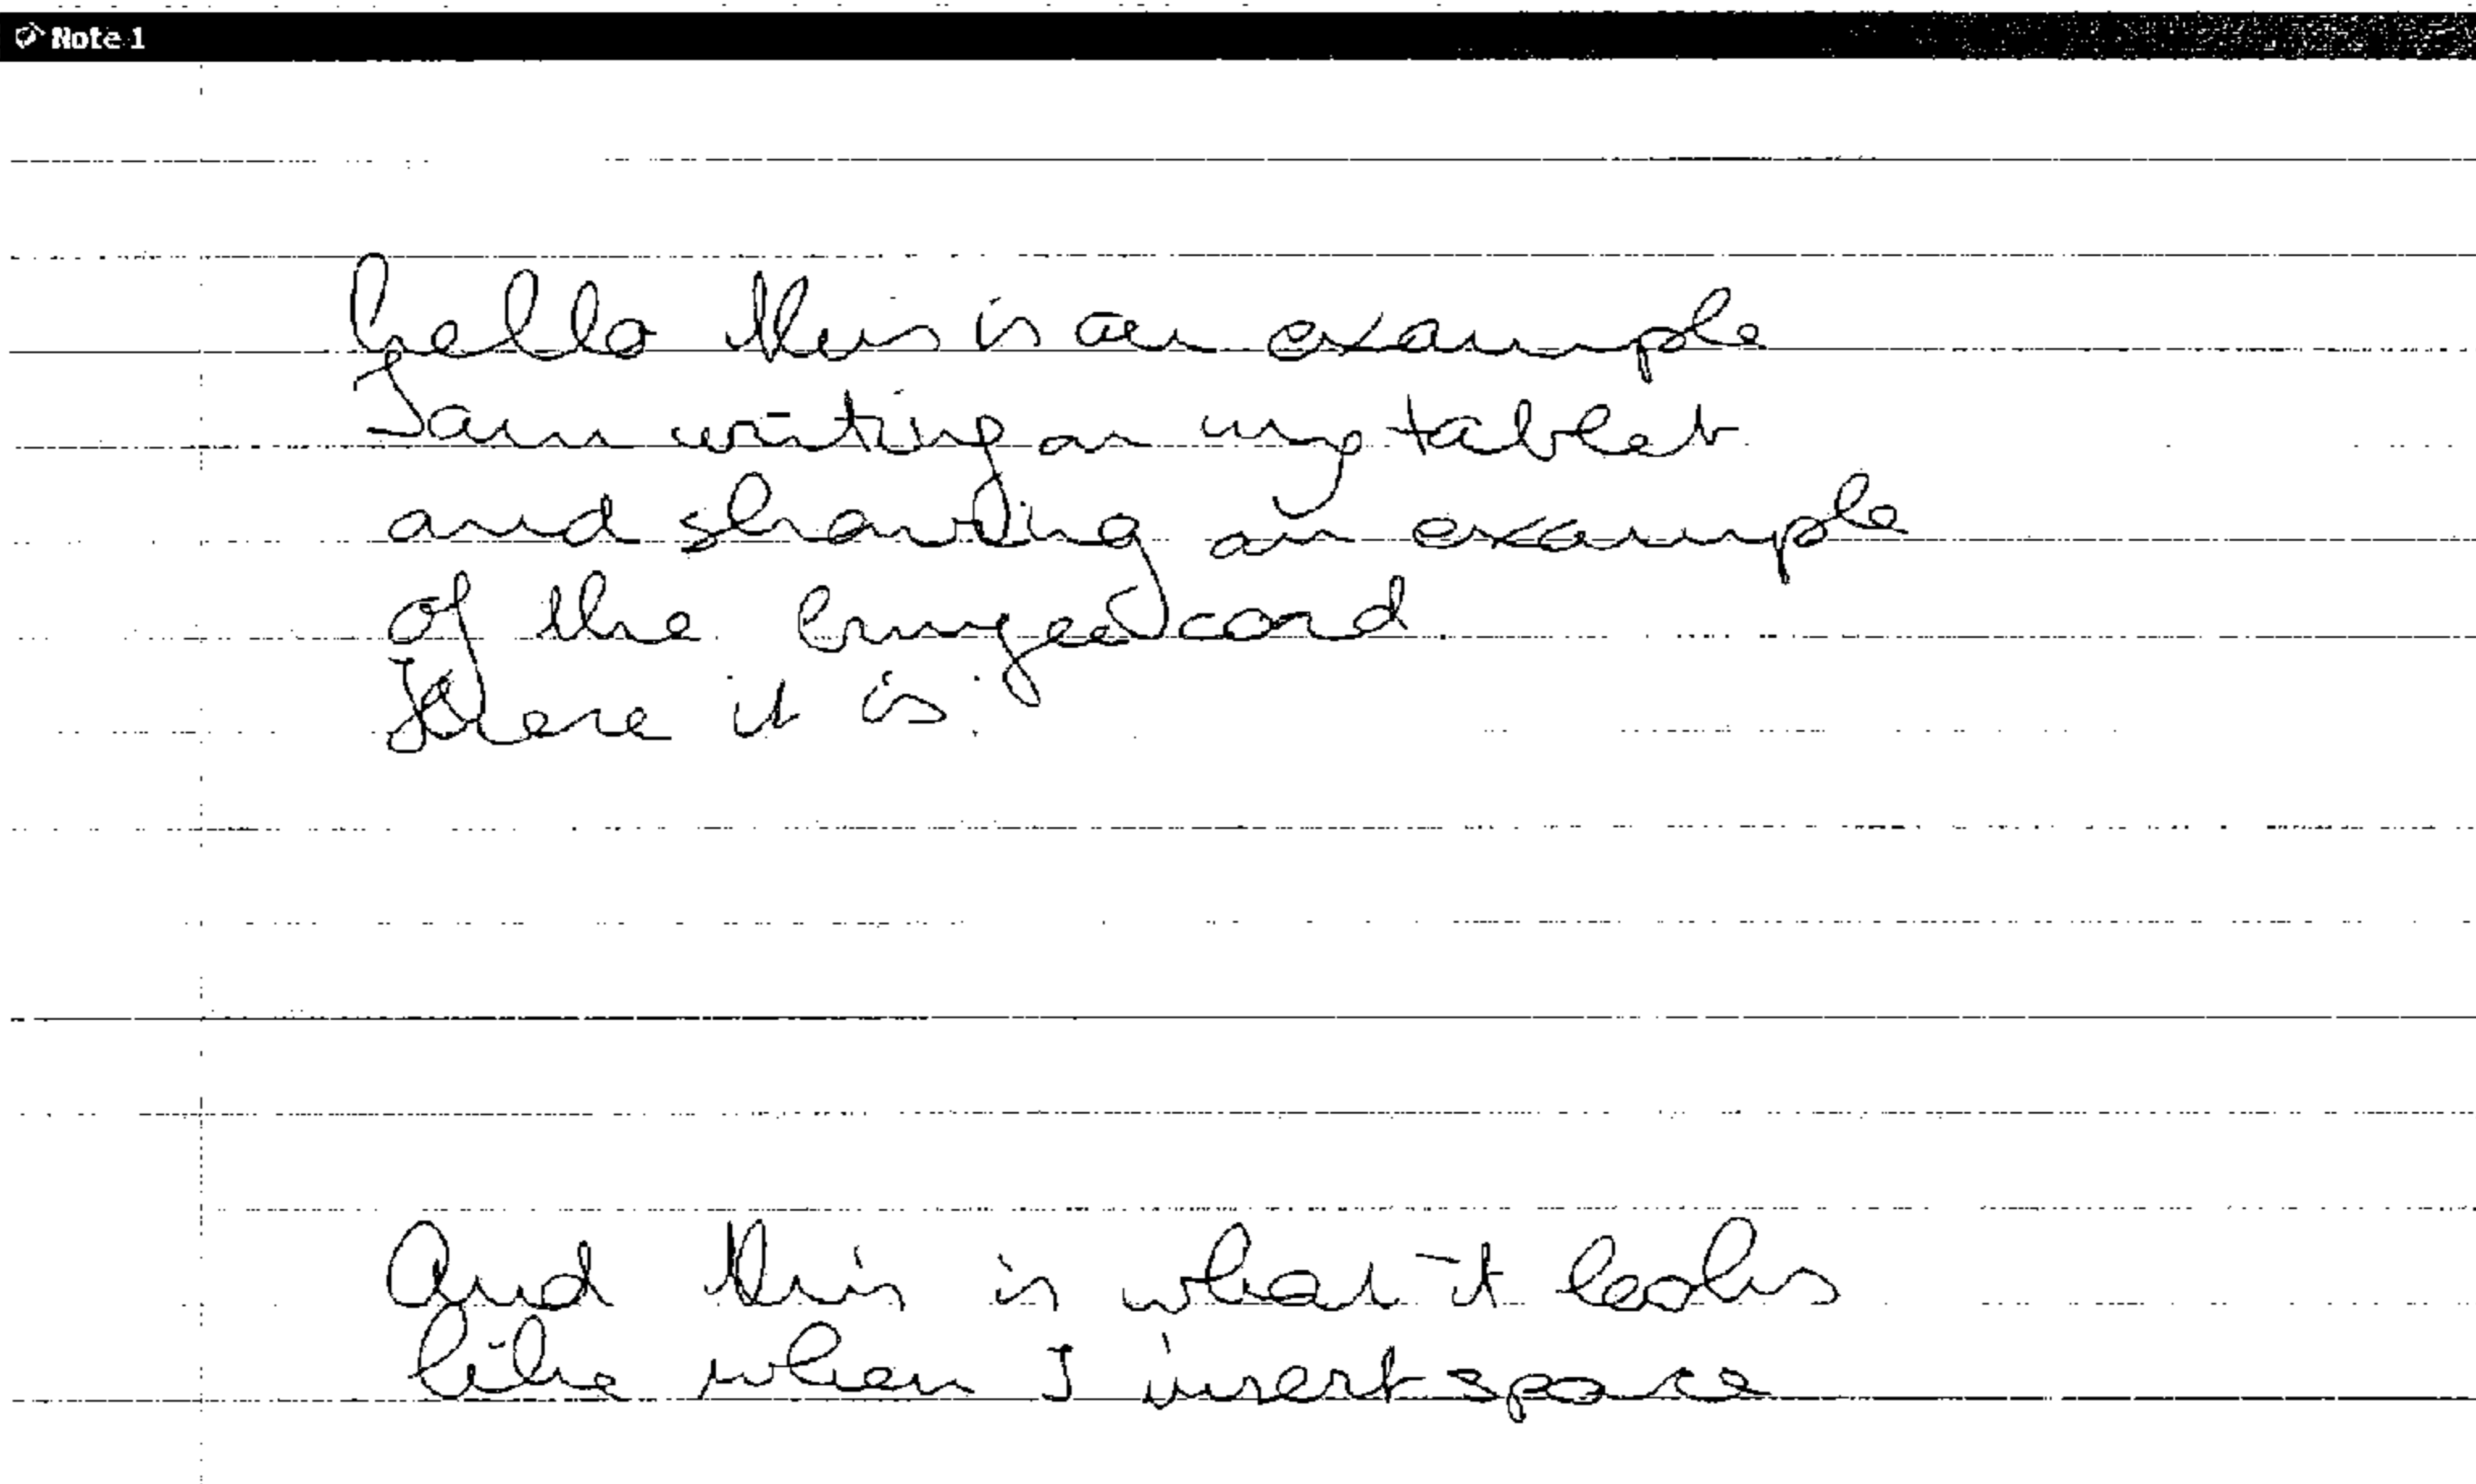 Note 1
hello this is an example
I am writing on my tablet
and showing an example
of the card
Here it is.
And this is what it looks
like when I insert space